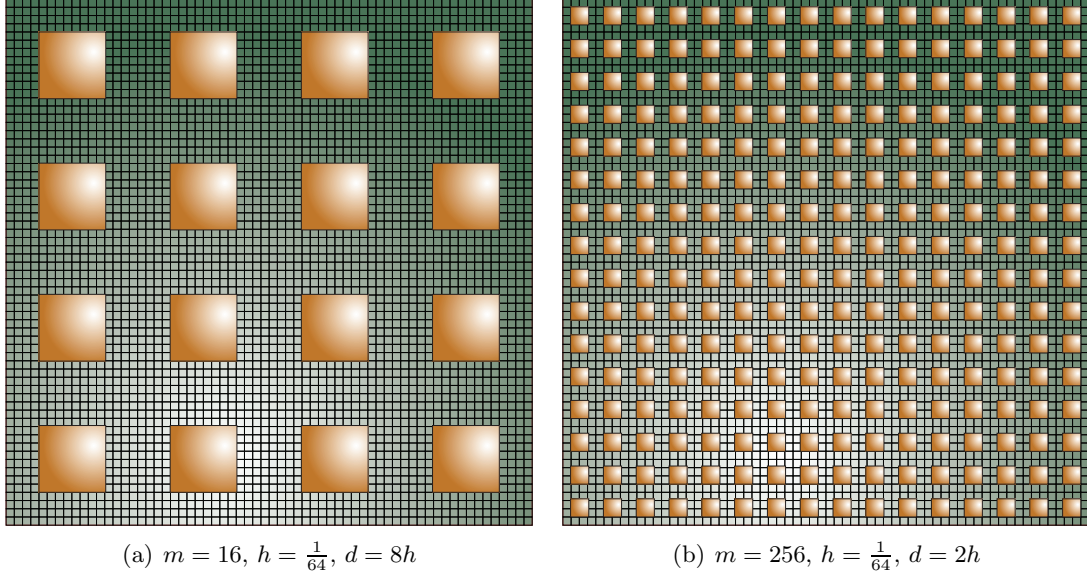 (a) m = 16, h = 1/64, d = 8h
(b) m = 256, h = 1/64, d = 2h